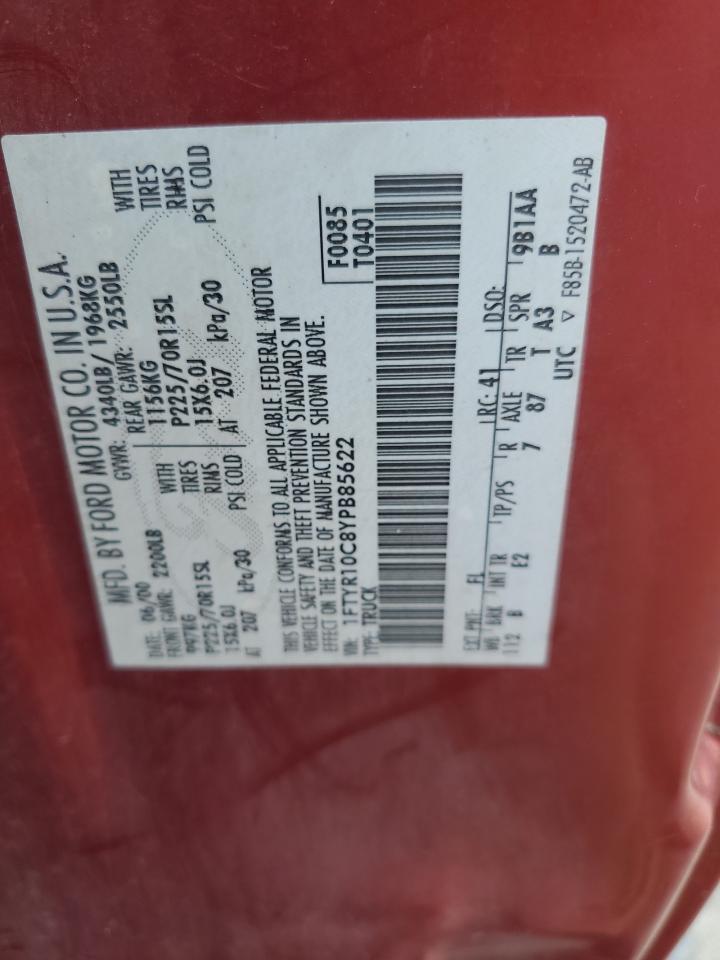 MFD. BY FORD MOTOR CO. IN U.S.A.
DATE: 06/00 GVWR: 4340LB/ 1968KG
FRONT GAWR: 2200LB REAR GAWR: 2550LB
997KG WITH 1156KG WITH
P225/70R15SL TIRES P225/70R15SL TIRES
15X6.0J RIMS 15X6.0J RIMS
AT 207 kPa/30 PSI COLD AT 207 kPa/30 PSI COLD
THIS VEHICLE CONFORMS TO ALL APPLICABLE FEDERAL MOTOR
VEHICLE SAFETY AND THEFT PREVENTION STANDARDS IN
EFFECT ON THE DATE OF MANUFACTURE SHOWN ABOVE.
VIN: 1FTYR10C8YPB85622 F0085
TYPE: TRUCK T0401
EXT PNT: FL RC: 41 DSO:
WB BRK INT TR TP/PS R AXLE TR SPR 9B1AA
112 B E2 7 87 T A3 B
UTC ▽ F85B-1520472-AB